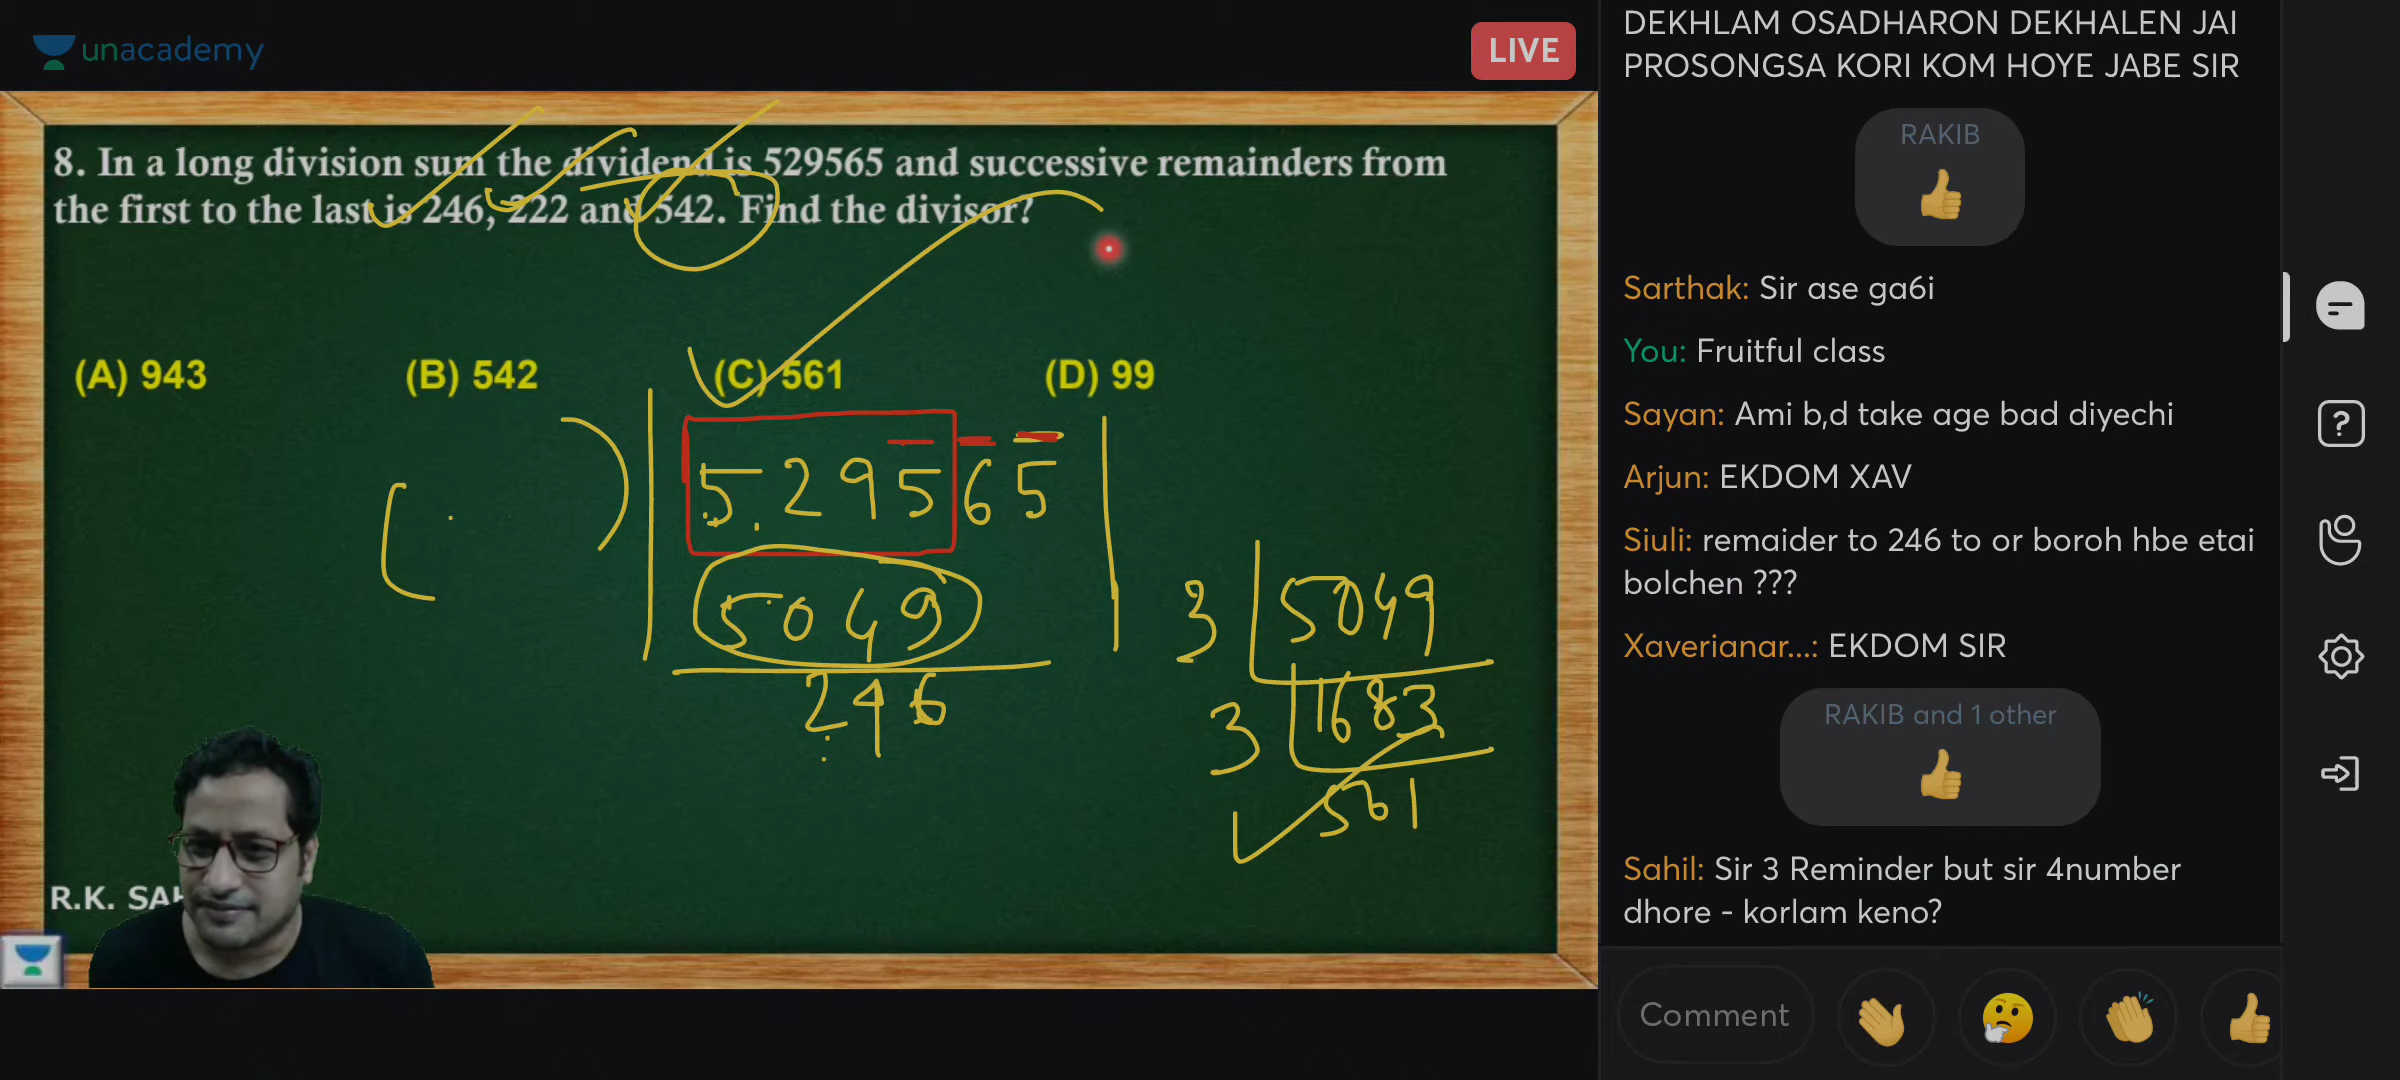 unacademy
LIVE
8. In a long division sum the dividend is 529565 and successive remainders from
the first to the last is 246, 222 and 542. Find the divisor?
(A) 943
(B) 542
(C) 561
(D) 99
529565
5049
246
3 5049
3 1683
561
R.K. SAH
DEKHLAM OSADHARON DEKHALEN JAI
PROSONGSA KORI KOM HOYE JABE SIR
RAKIB
Sarthak: Sir ase ga6i
You: Fruitful class
Sayan: Ami b,d take age bad diyechi
Arjun: EKDOM XAV
Siuli: remaider to 246 to or boroh hbe etai
bolchen ???
Xaverianar...: EKDOM SIR
RAKIB and 1 other
Sahil: Sir 3 Reminder but sir 4number
dhore - korlam keno?
Comment